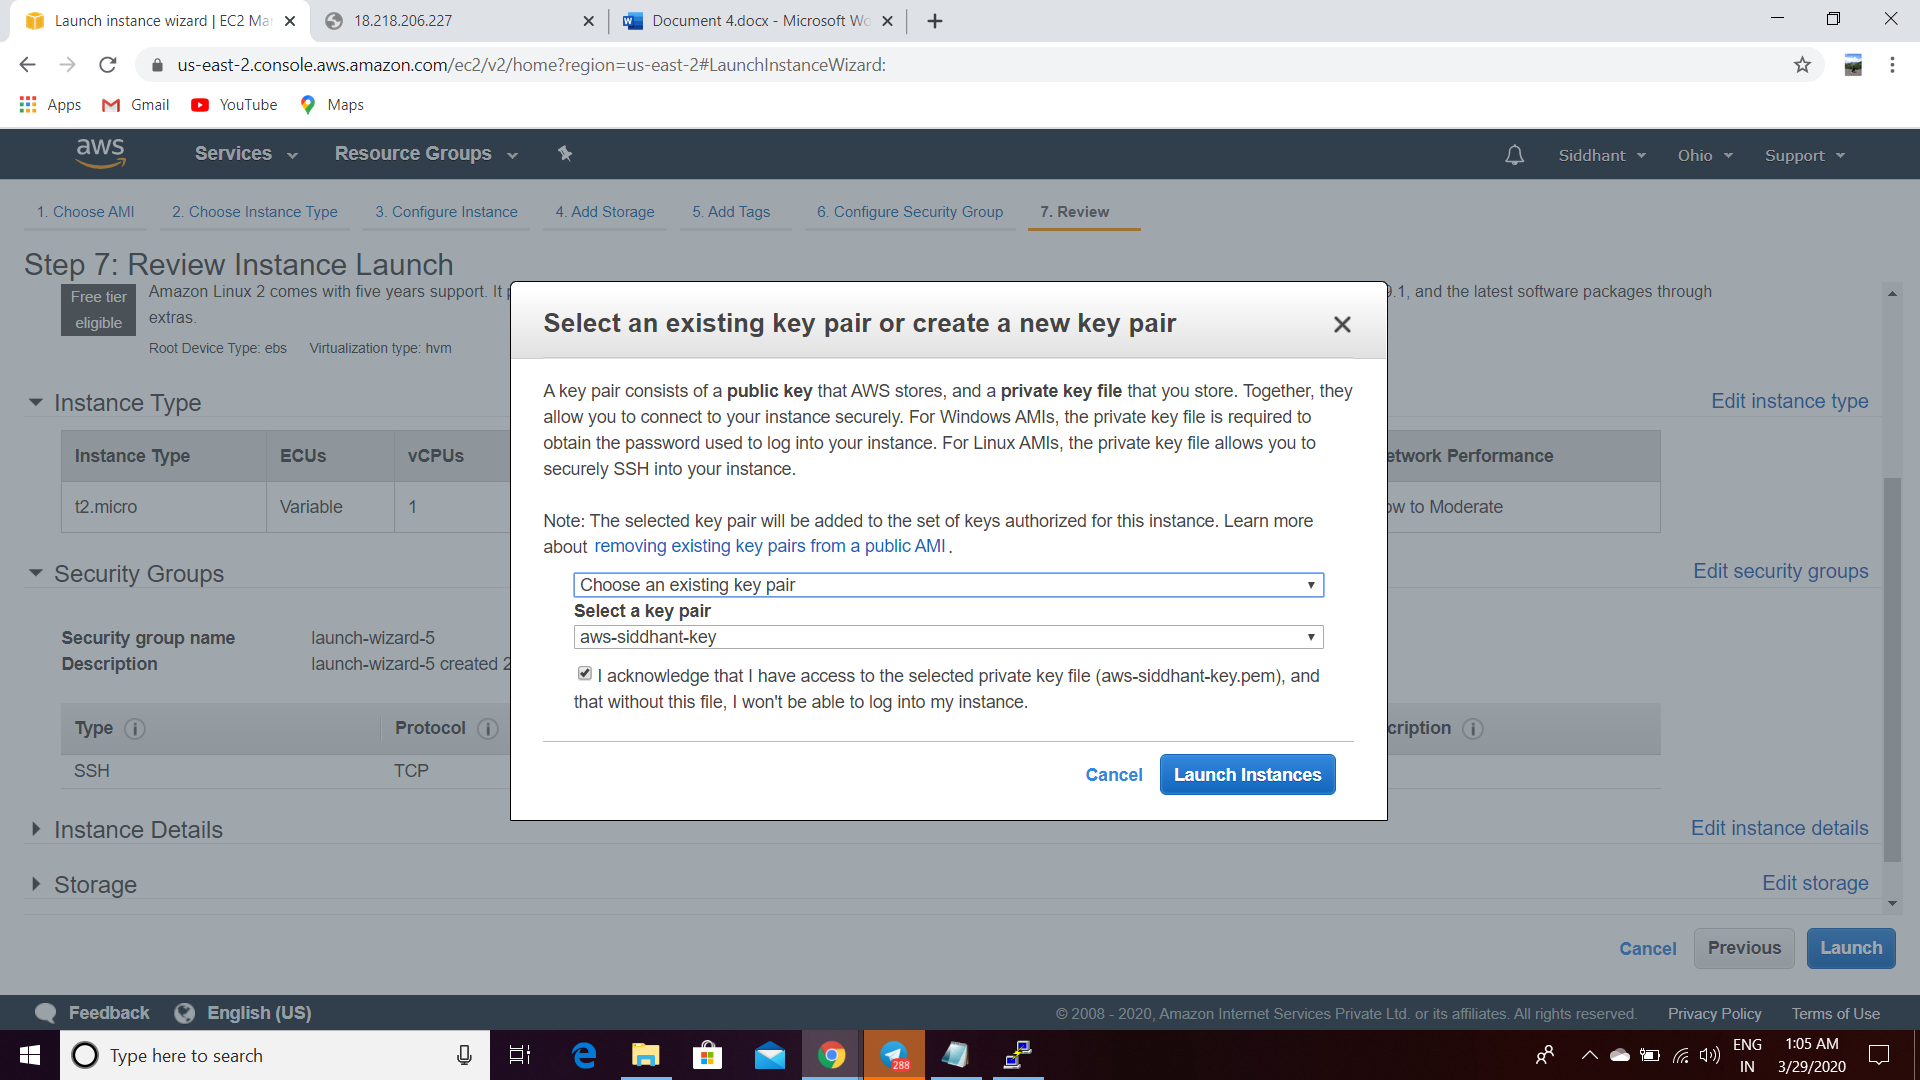 Launch instance wizard | EC2 Mar
18.218.206.227
Document 4.docx - Microsoft Wo
us-east-2.console.aws.amazon.com/ec2/v2/home?region=us-east-2#LaunchInstanceWizard:
Apps
Gmail
YouTube
Maps
aws
Services
Resource Groups
Siddhant
Ohio
Support
1. Choose AMI
2. Choose Instance Type
3. Configure Instance
4. Add Storage
5. Add Tags
6. Configure Security Group
7. Review
Step 7: Review Instance Launch
Free tier
eligible
Amazon Linux 2 comes with five years support. It p
9.1, and the latest software packages through
extras.
Root Device Type: ebs Virtualization type: hvm
Select an existing key pair or create a new key pair
A key pair consists of a public key that AWS stores, and a private key file that you store. Together, they
allow you to connect to your instance securely. For Windows AMIs, the private key file is required to
obtain the password used to log into your instance. For Linux AMIs, the private key file allows you to
securely SSH into your instance.
Note: The selected key pair will be added to the set of keys authorized for this instance. Learn more
about removing existing key pairs from a public AMI .
Choose an existing key pair
Select a key pair
aws-siddhant-key
I acknowledge that I have access to the selected private key file (aws-siddhant-key.pem), and
that without this file, I won't be able to log into my instance.
Cancel
Launch Instances
Instance Type
Edit instance type
Instance Type ECUs vCPUs
etwork Performance
t2.micro Variable 1
ow to Moderate
Security Groups
Edit security groups
Security group name launch-wizard-5
Description launch-wizard-5 created 2
Type i Protocol i
cription i
SSH TCP
Instance Details
Edit instance details
Storage
Edit storage
Cancel
Previous
Launch
Feedback
English (US)
© 2008 - 2020, Amazon Internet Services Private Ltd. or its affiliates. All rights reserved.
Privacy Policy
Terms of Use
Type here to search
288
ENG
IN
1:05 AM
3/29/2020